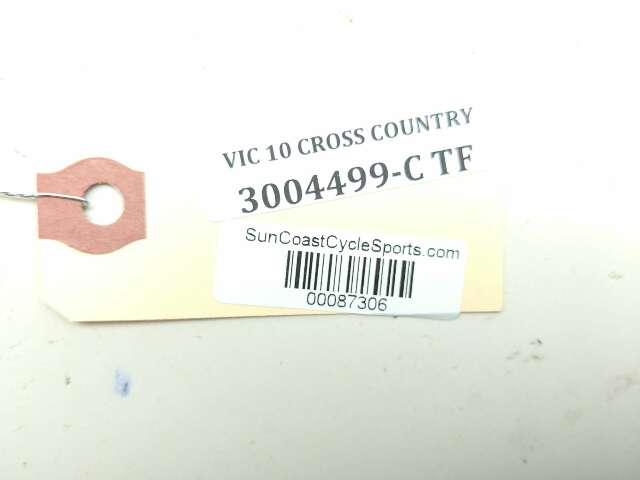 VIC 10 CROSS COUNTRY
3004499-C TF
SunCoastCycleSports.com
00087306